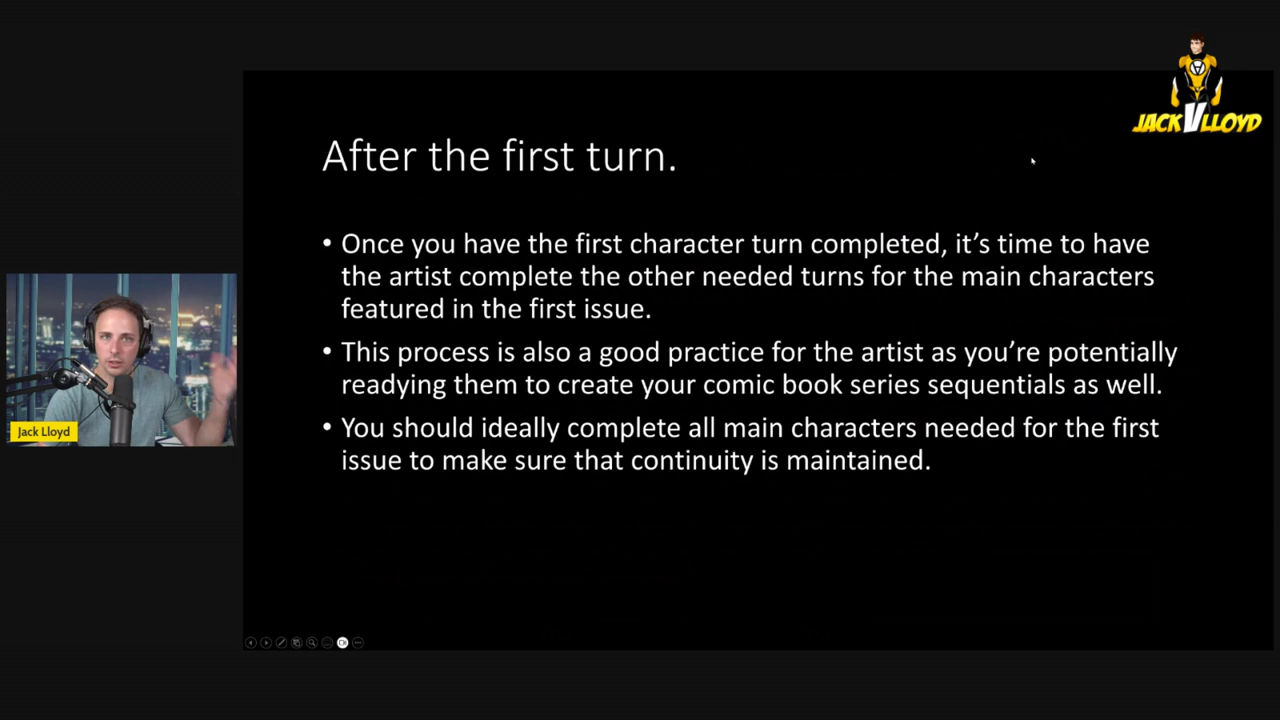 JACK V LLOYD
After the first turn.
• Once you have the first character turn completed, it's time to have
the artist complete the other needed turns for the main characters
featured in the first issue.
• This process is also a good practice for the artist as you're potentially
readying them to create your comic book series sequentials as well.
• You should ideally complete all main characters needed for the first
issue to make sure that continuity is maintained.
Jack Lloyd